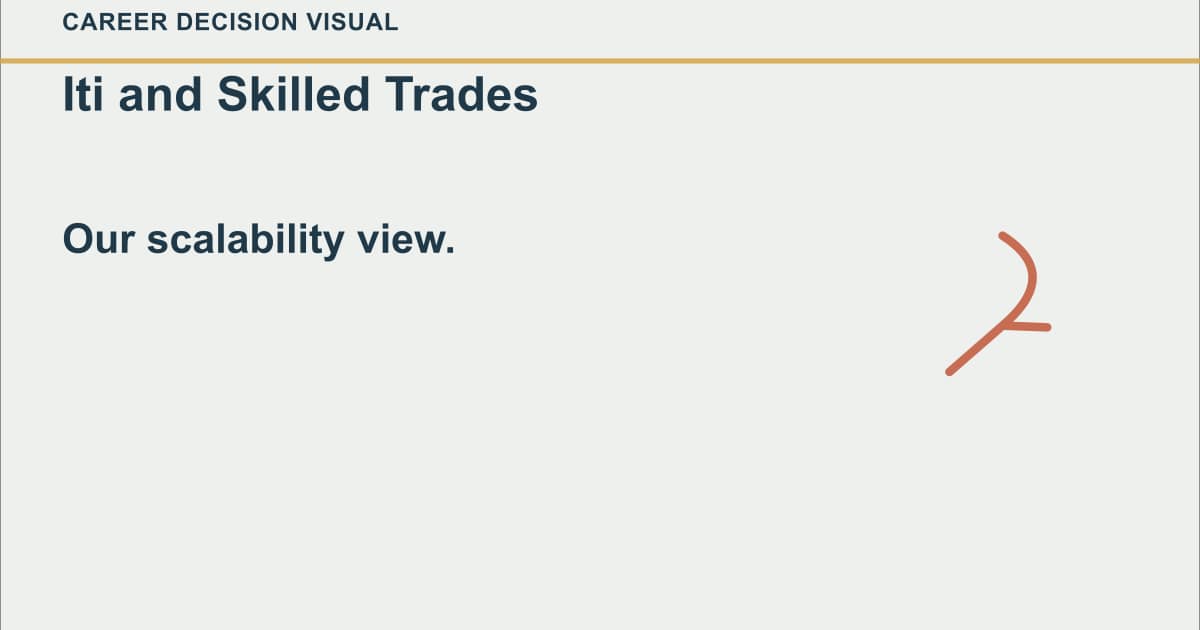 CAREER DECISION VISUAL
Iti and Skilled Trades
Our scalability view.